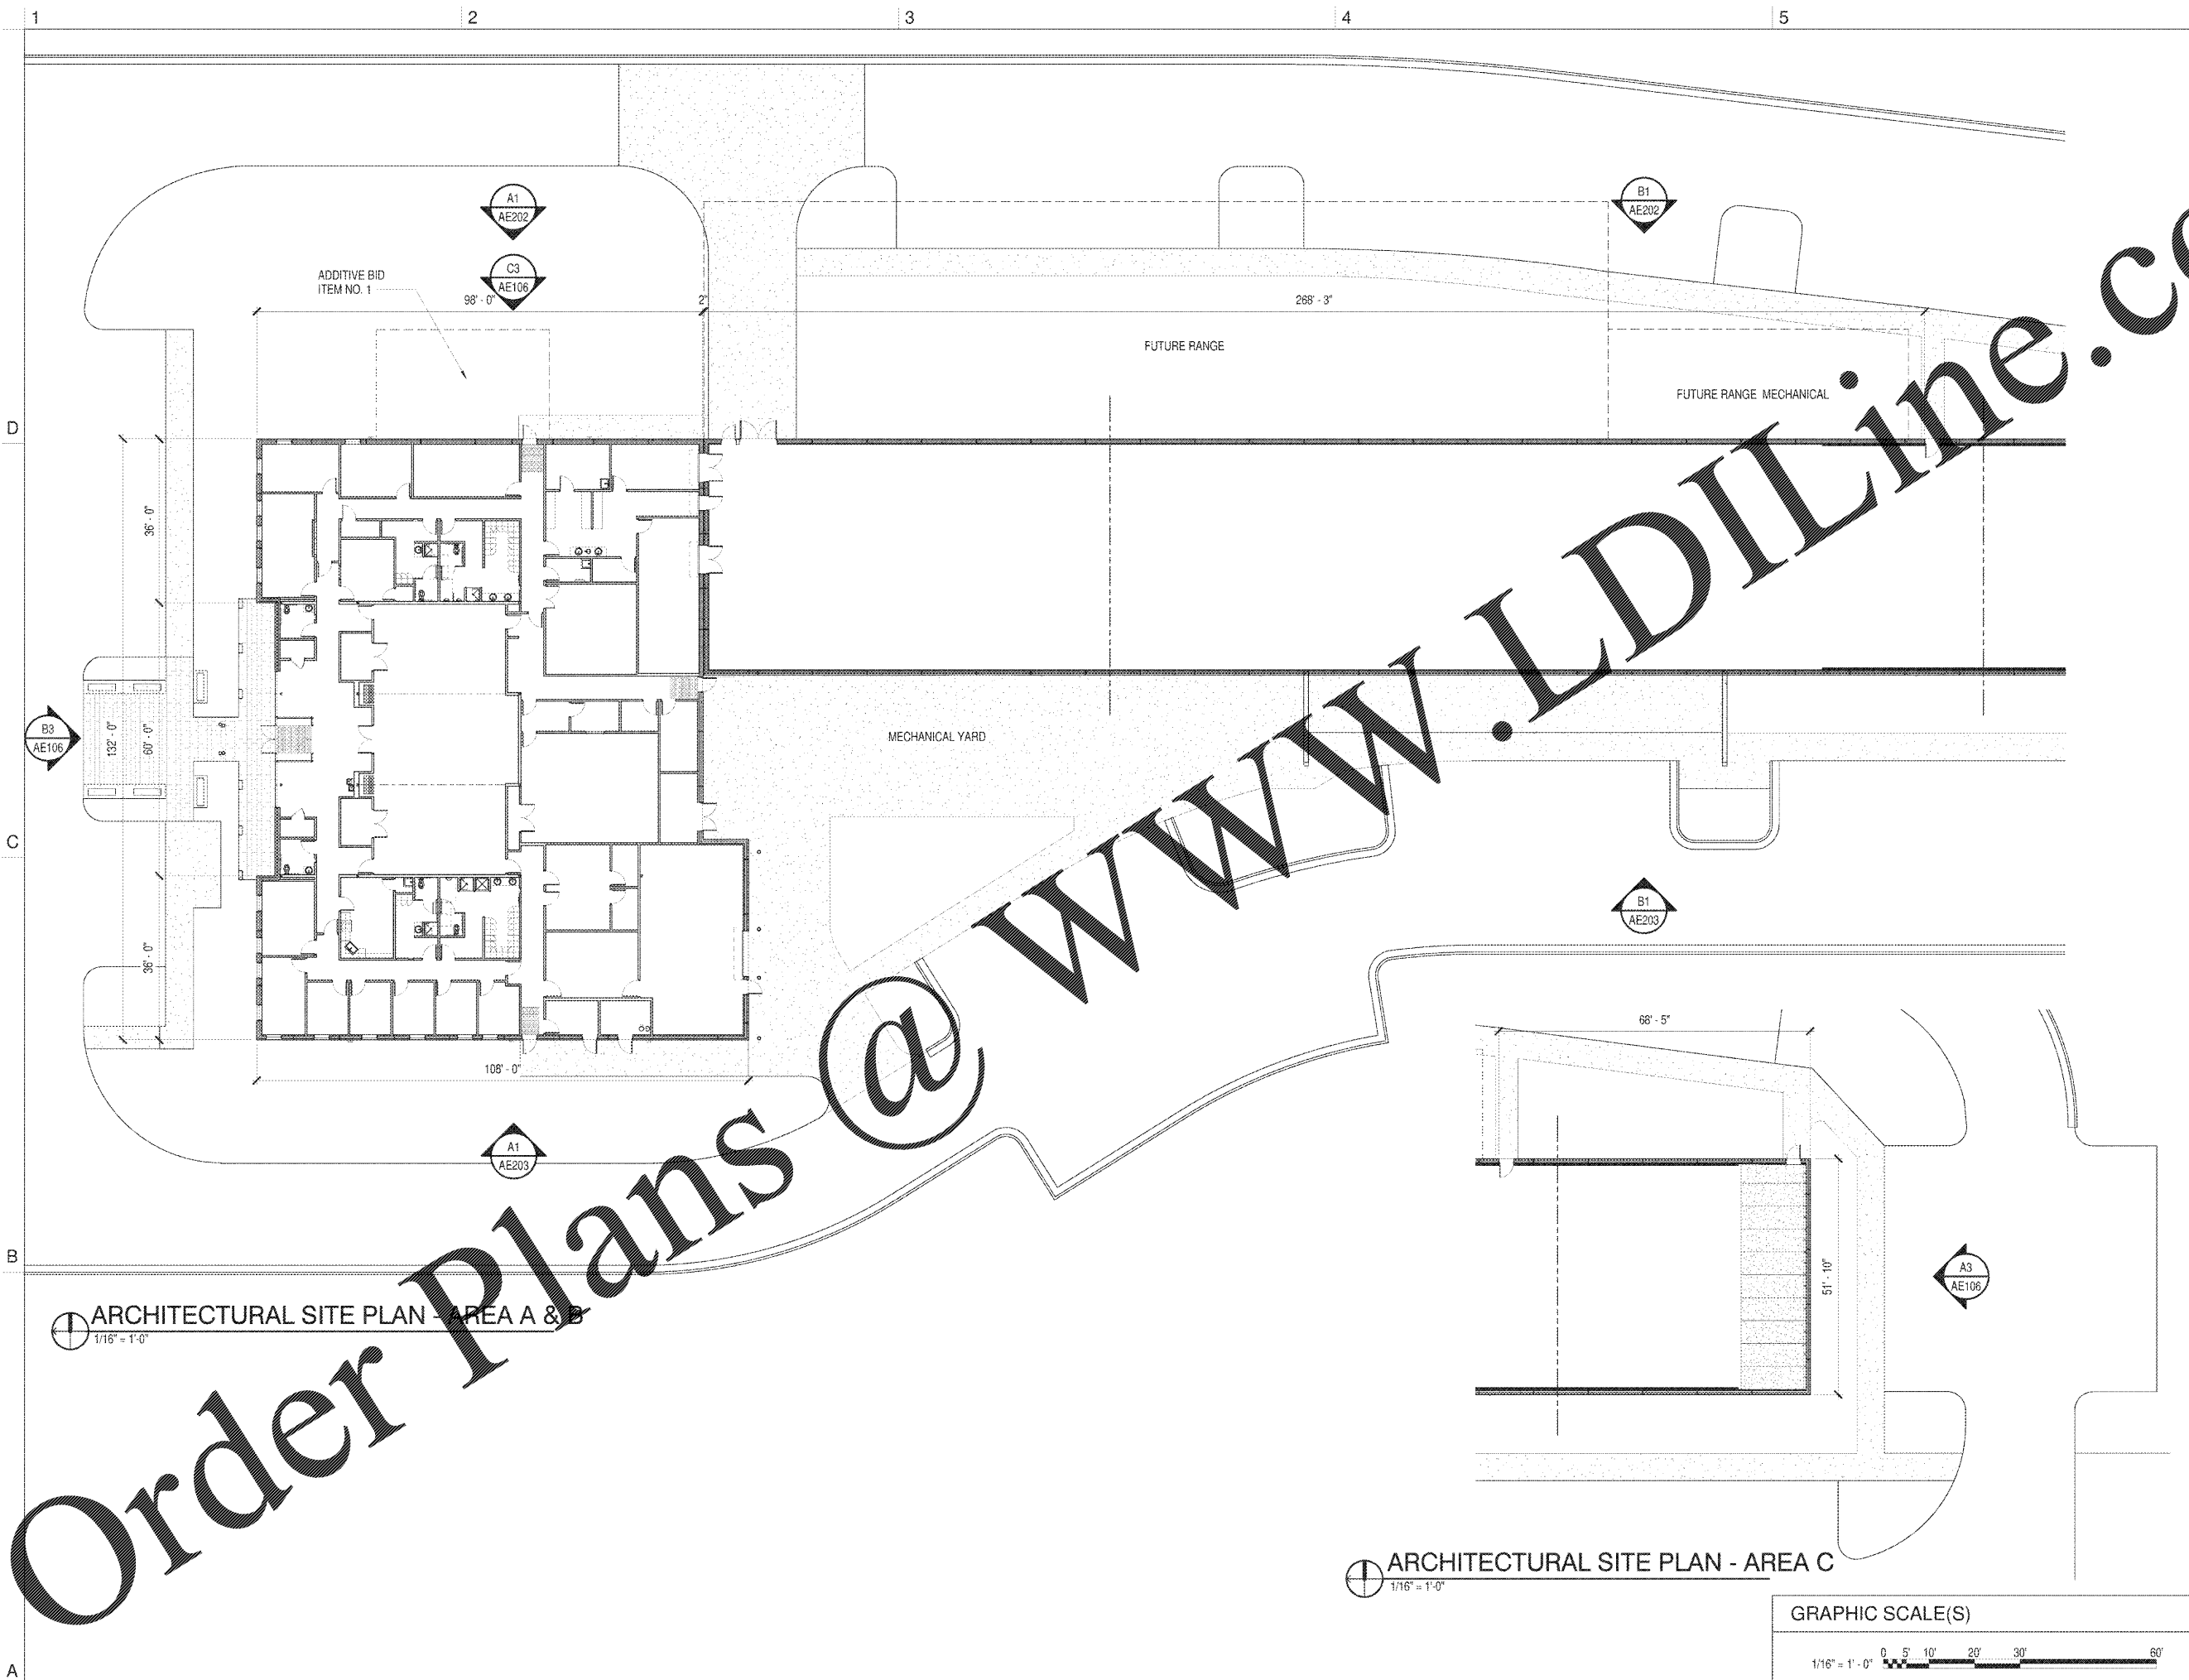 1 2 3 4 5
A1
AE202
B1
AE202
C3
AE106
ADDITIVE BID
ITEM NO. 1
98' - 0"
2"
268' - 3"
FUTURE RANGE
FUTURE RANGE MECHANICAL
D
36' - 0"
B3
AE106
132' - 0"
60' - 0"
MECHANICAL YARD
C
B1
AE203
36' - 0"
108' - 0"
68' - 5"
A1
AE203
B
51' - 10"
A3
AE106
ARCHITECTURAL SITE PLAN - AREA A & B
1/16" = 1'-0"
ARCHITECTURAL SITE PLAN - AREA C
1/16" = 1'-0"
GRAPHIC SCALE(S)
1/16" = 1' - 0"
0 5' 10' 20' 30' 60'
A
Order Plans @ www.LDILine.co